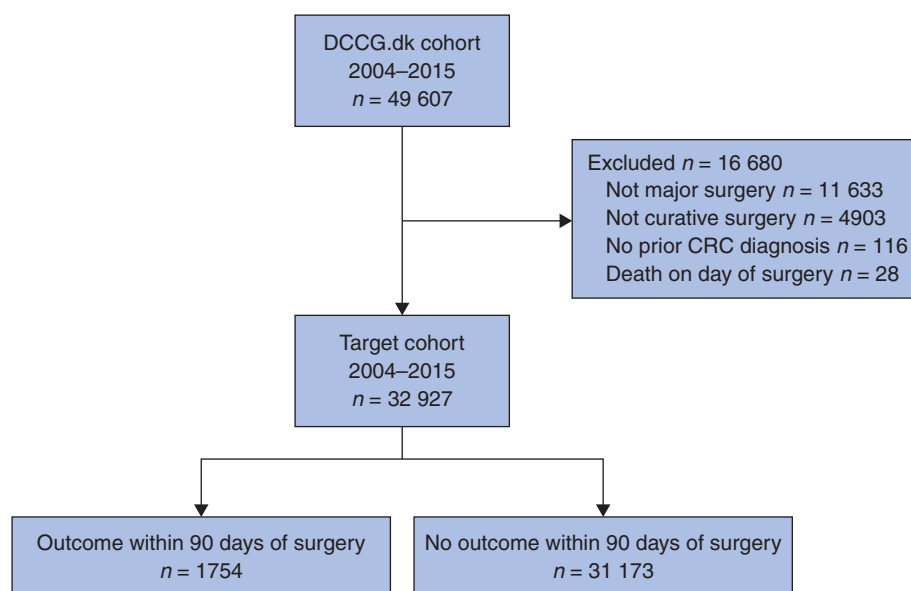 DCCG.dk cohort
2004–2015
n = 49 607
Excluded n = 16 680
Not major surgery n = 11 633
Not curative surgery n = 4903
No prior CRC diagnosis n = 116
Death on day of surgery n = 28
Target cohort
2004–2015
n = 32 927
Outcome within 90 days of surgery
n = 1754
No outcome within 90 days of surgery
n = 31 173